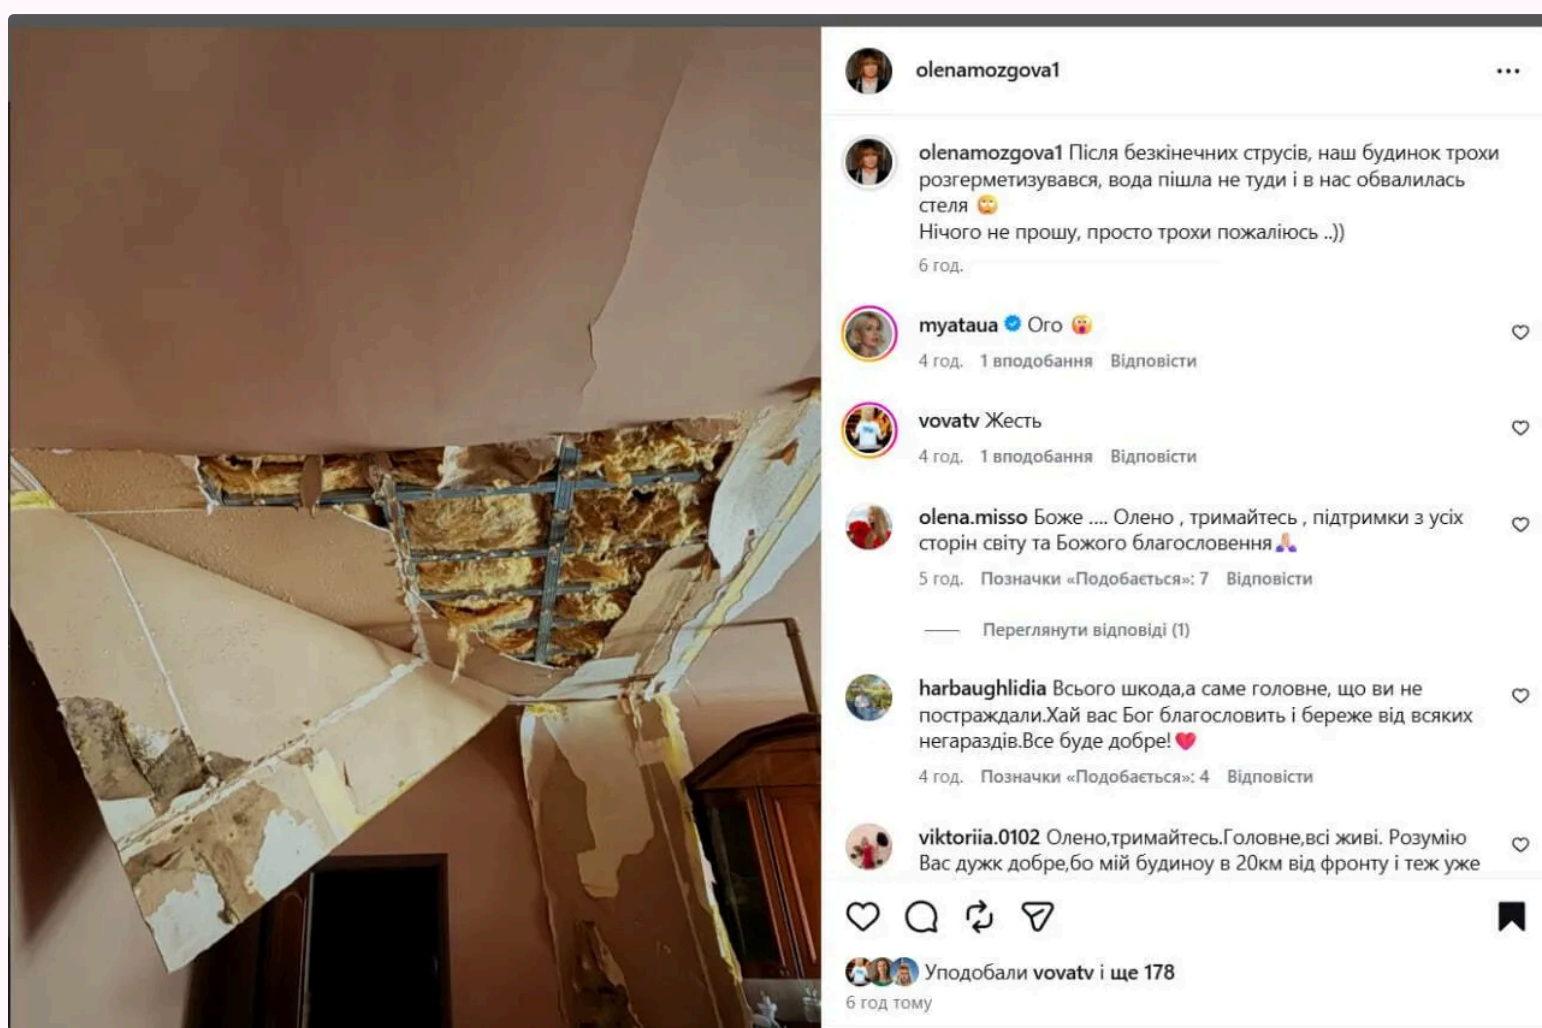 olenamozgova1
olenamozgova1 Після безкінечних струсів, наш будинок трохи
розгерметизувався, вода пішла не туди і в нас обвалилась
стеля 🙄
Нічого не прошу, просто трохи пожаліюсь ..))
6 год.
myataua Ого 😱
4 год. 1 вподобання Відповісти
vovatv Жесть
4 год. 1 вподобання Відповісти
olena.misso Боже .... Олено , тримайтесь , підтримки з усіх
сторін світу та Божого благословення🙏🏻
5 год. Позначки «Подобається»: 7 Відповісти
Переглянути відповіді (1)
harbaughlidia Всього шкода,а саме головне, що ви не
постраждали.Хай вас Бог благословить і береже від всяких
негараздів.Все буде добре!❤️
4 год. Позначки «Подобається»: 4 Відповісти
viktoriia.0102 Олено,тримайтесь.Головне,всі живі. Розумію
Вас дужк добре,бо мій будиноу в 20км від фронту і теж уже
Уподобали vovatv і ще 178
6 год тому